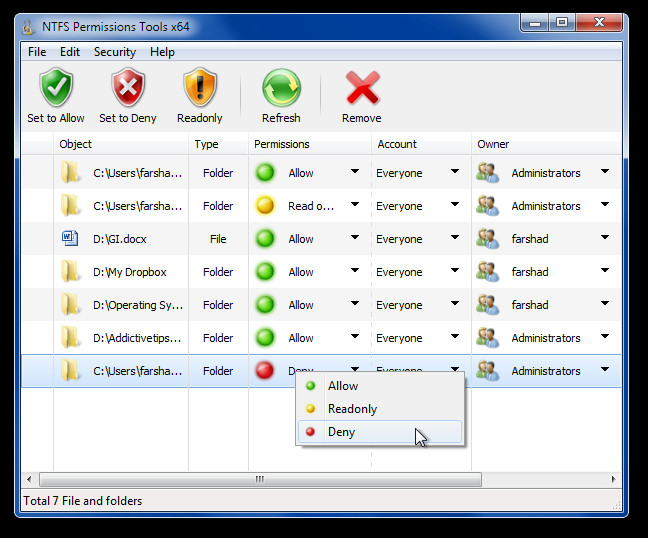 NTFS Permissions Tools x64
File Edit Security Help
Set to Allow Set to Deny Readonly Refresh Remove
Object Type Permissions Account Owner
C:\Users\farsha... Folder Allow Everyone Administrators
C:\Users\farsha... Folder Read o... Everyone Administrators
D:\GI.docx File Allow Everyone farshad
D:\My Dropbox Folder Allow Everyone farshad
D:\Operating Sy... Folder Allow Everyone farshad
D:\Addictivetips... Folder Allow Everyone Administrators
C:\Users\farsha... Folder Deny Everyone Administrators
Allow
Readonly
Deny
Total 7 File and folders